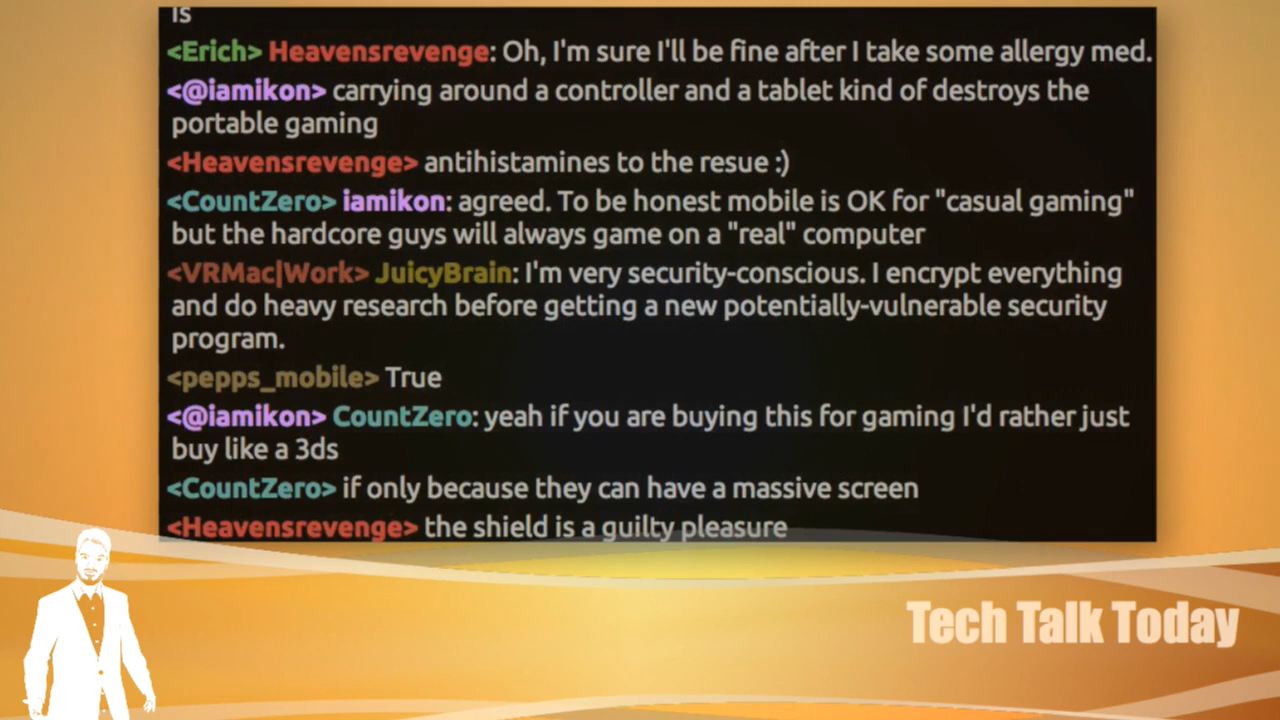 is
<Erich> Heavensrevenge: Oh, I'm sure I'll be fine after I take some allergy med.
<@iamikon> carrying around a controller and a tablet kind of destroys the
portable gaming
<Heavensrevenge> antihistamines to the resue :)
<CountZero> iamikon: agreed. To be honest mobile is OK for "casual gaming"
but the hardcore guys will always game on a "real" computer
<VRMac|Work> JuicyBrain: I'm very security-conscious. I encrypt everything
and do heavy research before getting a new potentially-vulnerable security
program.
<pepps_mobile> True
<@iamikon> CountZero: yeah if you are buying this for gaming I'd rather just
buy like a 3ds
<CountZero> if only because they can have a massive screen
<Heavensrevenge> the shield is a guilty pleasure
Tech Talk Today